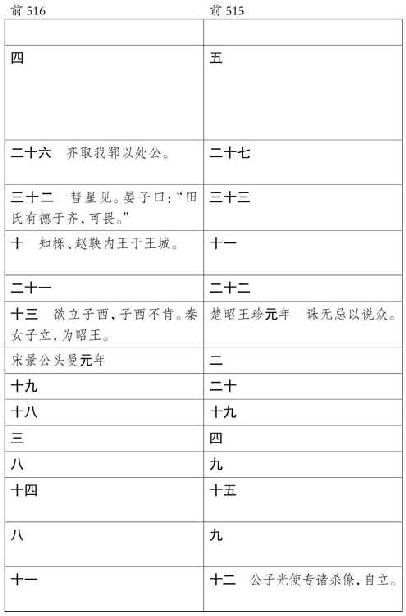 前 516
前 515
四
五
二十六 齐取我郓以处公。
二十七
三十二 彗星见。晏子曰：“田
氏有德于齐，可畏。”
三十三
十 知栎、赵鞅内王于王城。
十一
二十一
二十二
十三 欲立子西，子西不肯。秦
女子立，为昭王。
楚昭王珍元年 诛无忌以说众。
宋景公头曼元年
二
十九
二十
十八
十九
三
四
八
九
十四
十五
八
九
十一
十二 公子光使专诸杀僚，自立。